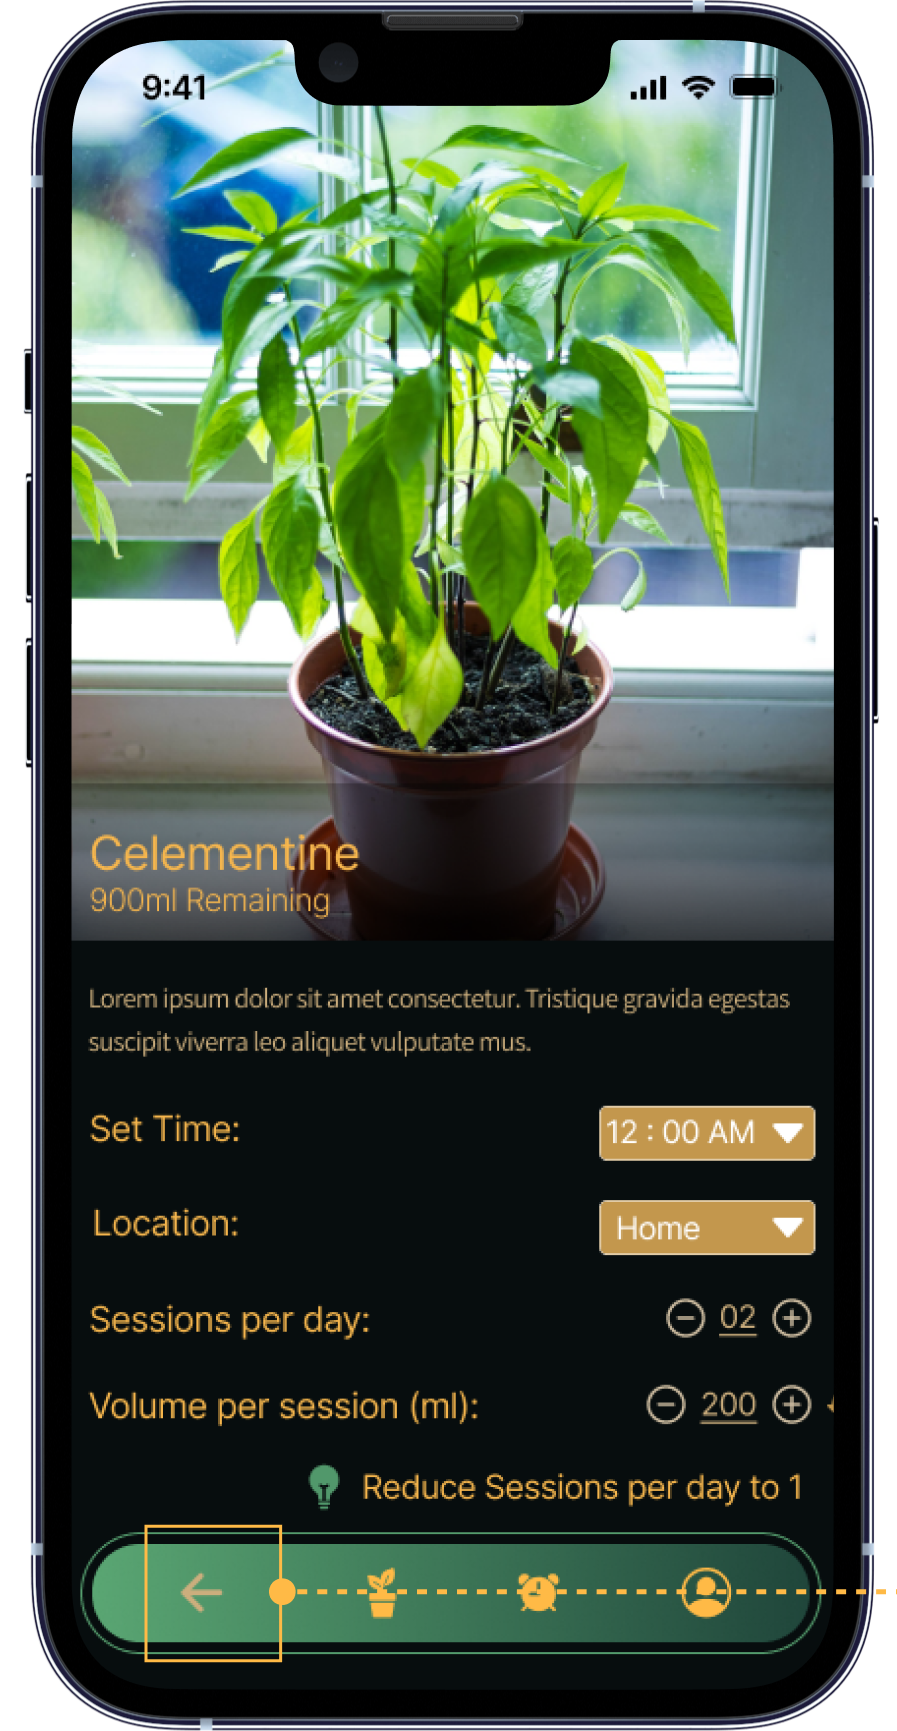 9:41
Celementine
900ml Remaining
Lorem ipsum dolor sit amet consectetur. Tristique gravida egestas
suscipit viverra leo aliquet vulputate mus.
Set Time: 12 : 00 AM
Location: Home
Sessions per day: 02
Volume per session (ml): 200
Reduce Sessions per day to 1